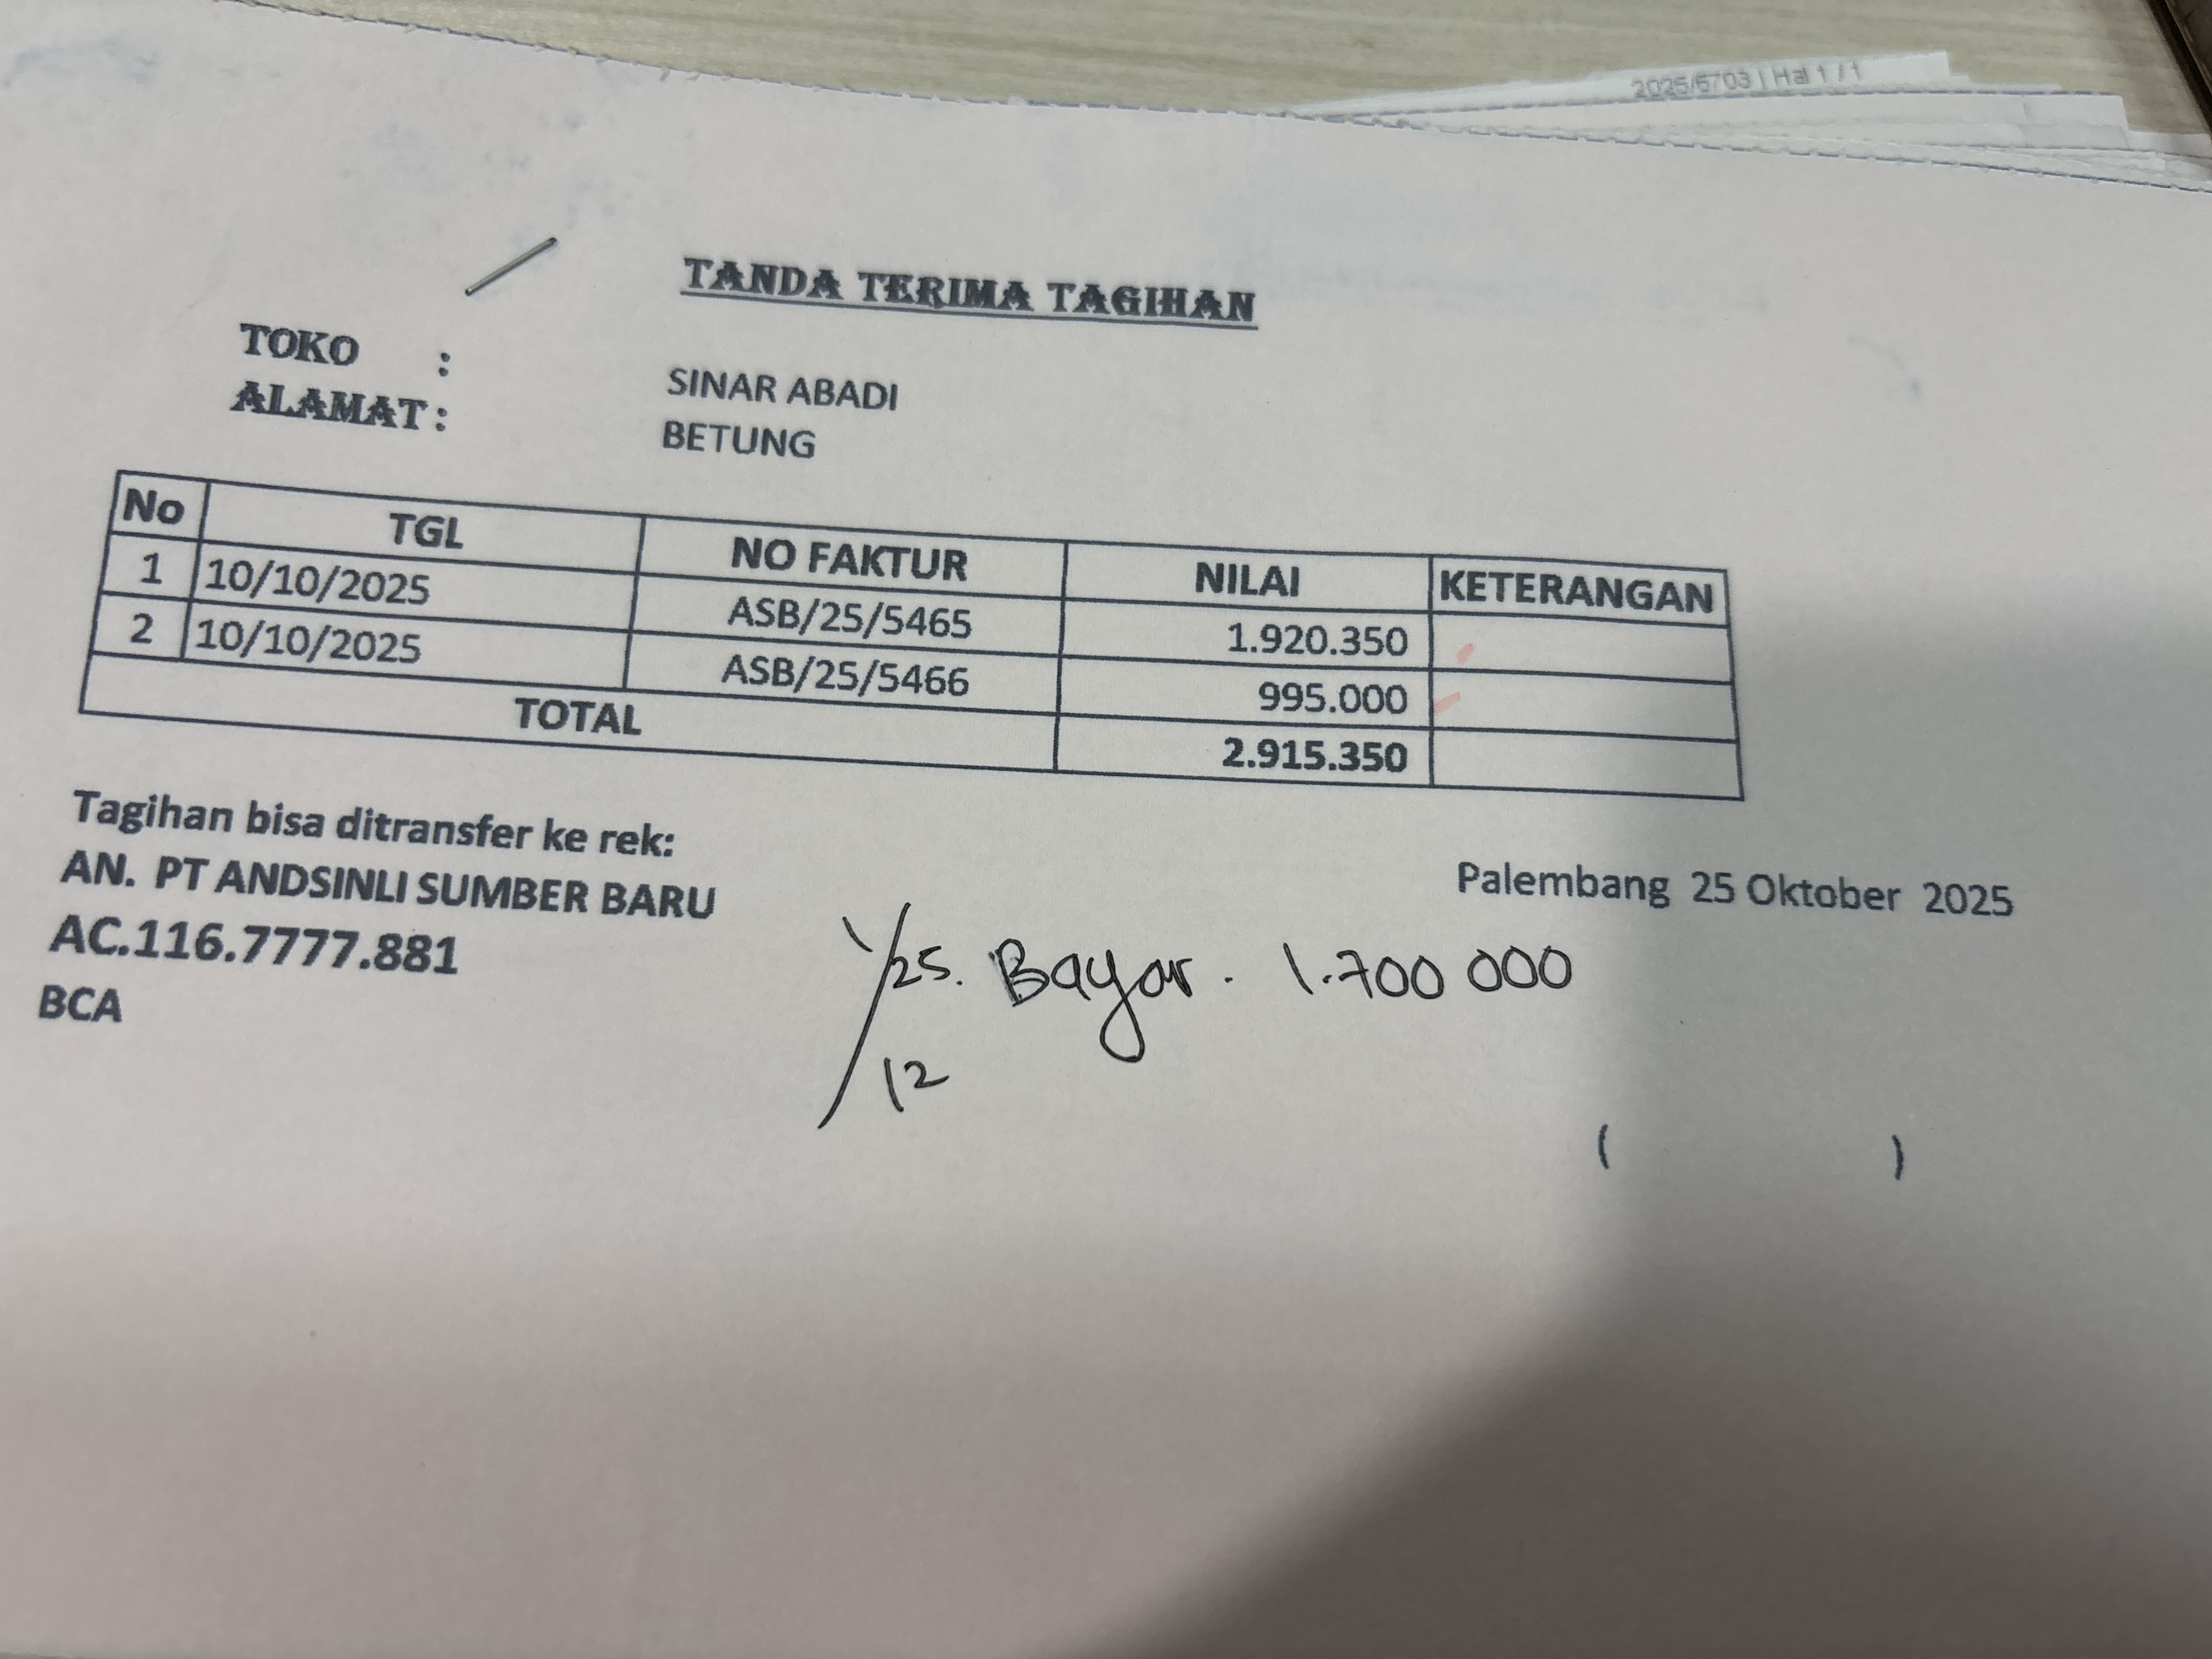 2025/6703 | Hal 1 / 1
TANDA TERIMA TAGIHAN
TOKO : SINAR ABADI
ALAMAT : BETUNG
No TGL NO FAKTUR NILAI KETERANGAN
1 10/10/2025 ASB/25/5465 1.920.350
2 10/10/2025 ASB/25/5466 995.000
TOTAL 2.915.350
Tagihan bisa ditransfer ke rek:
AN. PT ANDSINLI SUMBER BARU
AC.116.7777.881
BCA
Palembang 25 Oktober 2025
1/25. Bayar. 1.700 000
12
( )